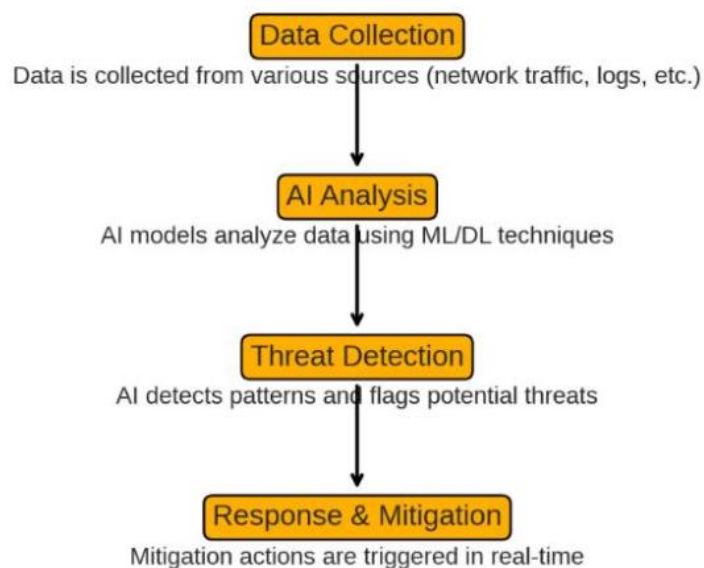 Data Collection
Data is collected from various sources (network traffic, logs, etc.)
AI Analysis
AI models analyze data using ML/DL techniques
Threat Detection
AI detects patterns and flags potential threats
Response & Mitigation
Mitigation actions are triggered in real-time